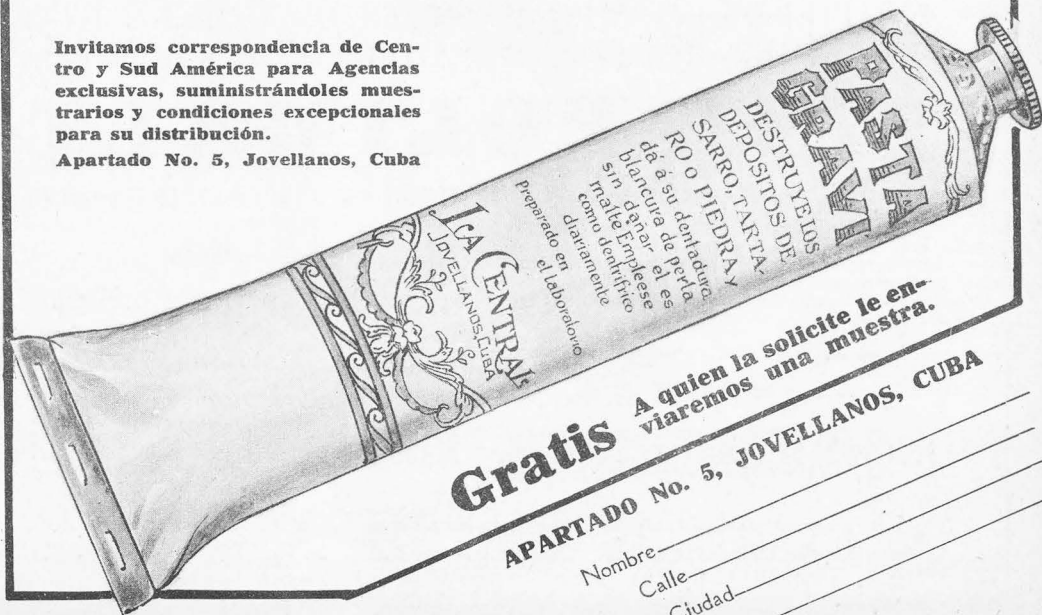 Invitamos correspondencia de Cen-
tro y Sud América para Agencias
exclusivas, suministrándoles mues-
trarios y condiciones excepcionales
para su distribución.
Apartado No. 5, Jovellanos, Cuba
PASTA
GRAVI
DESTRUYE LOS
DEPOSITOS DE
SARRO, TARTA-
RO O PIEDRA, Y
dá á su dentadura
blancura de perla
sin dañar el es
malte Empleese
como dentrifrico
diariamente
Preparado en
el laboratorio
LA CENTRAL
JOVELLANOS, CUBA
Gratis
A quien la solicite le en-
viaremos una muestra.
APARTADO No. 5, JOVELLANOS, CUBA
Nombre
Calle
Ciudad